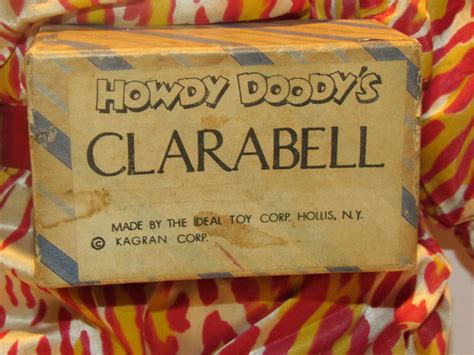 HOWDY DOODY'S
CLARABELL
MADE BY THE IDEAL TOY CORP. HOLLIS, N.Y.
© KAGRAN CORP.